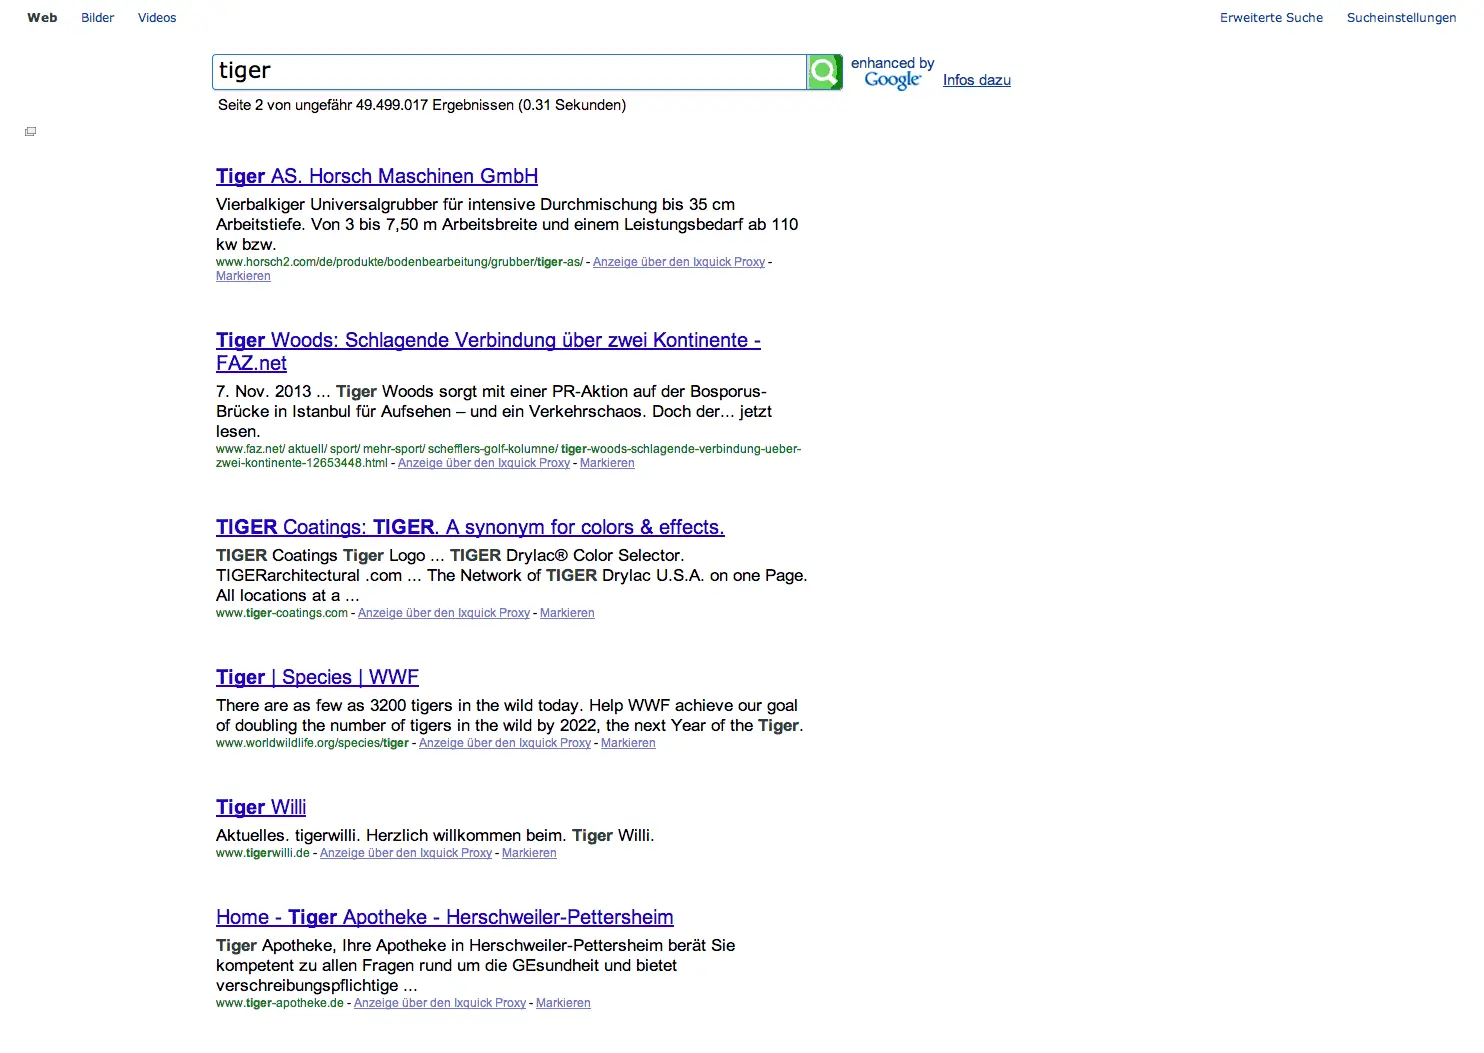 Web Bilder Videos Erweiterte Suche Sucheinstellungen
tiger
enhanced by
Google Infos dazu
Seite 2 von ungefähr 49.499.017 Ergebnissen (0.31 Sekunden)
Tiger AS. Horsch Maschinen GmbH
Vierbalkiger Universalgrubber für intensive Durchmischung bis 35 cm
Arbeitstiefe. Von 3 bis 7,50 m Arbeitsbreite und einem Leistungsbedarf ab 110
kw bzw.
www.horsch2.com/de/produkte/bodenbearbeitung/grubber/tiger-as/ - Anzeige über den Ixquick Proxy -
Markieren
Tiger Woods: Schlagende Verbindung über zwei Kontinente -
FAZ.net
7. Nov. 2013 ... Tiger Woods sorgt mit einer PR-Aktion auf der Bosporus-
Brücke in Istanbul für Aufsehen – und ein Verkehrschaos. Doch der... jetzt
lesen.
www.faz.net/ aktuell/ sport/ mehr-sport/ schefflers-golf-kolumne/ tiger-woods-schlagende-verbindung-ueber-
zwei-kontinente-12653448.html - Anzeige über den Ixquick Proxy - Markieren
TIGER Coatings: TIGER. A synonym for colors & effects.
TIGER Coatings Tiger Logo ... TIGER Drylac® Color Selector.
TIGERarchitectural .com ... The Network of TIGER Drylac U.S.A. on one Page.
All locations at a ...
www.tiger-coatings.com - Anzeige über den Ixquick Proxy - Markieren
Tiger | Species | WWF
There are as few as 3200 tigers in the wild today. Help WWF achieve our goal
of doubling the number of tigers in the wild by 2022, the next Year of the Tiger.
www.worldwildlife.org/species/tiger - Anzeige über den Ixquick Proxy - Markieren
Tiger Willi
Aktuelles. tigerwilli. Herzlich willkommen beim. Tiger Willi.
www.tigerwilli.de - Anzeige über den Ixquick Proxy - Markieren
Home - Tiger Apotheke - Herschweiler-Pettersheim
Tiger Apotheke, Ihre Apotheke in Herschweiler-Pettersheim berät Sie
kompetent zu allen Fragen rund um die GEsundheit und bietet
verschreibungspflichtige ...
www.tiger-apotheke.de - Anzeige über den Ixquick Proxy - Markieren